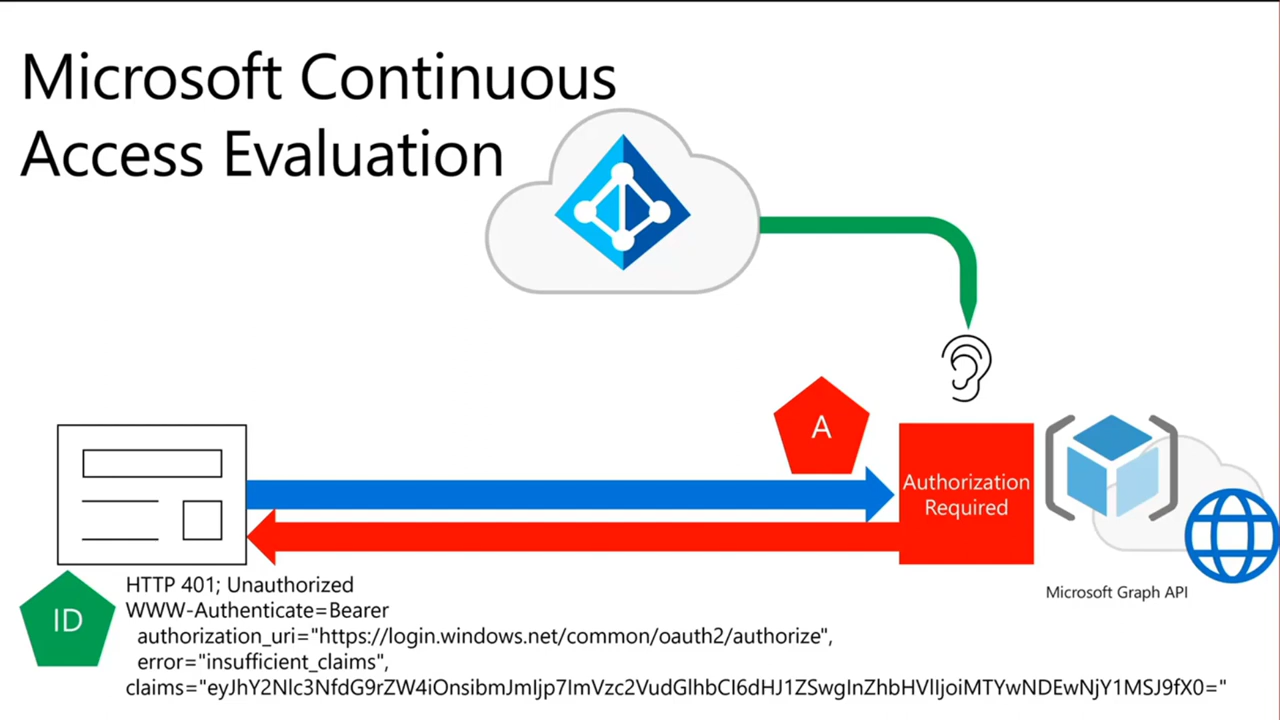 Microsoft Continuous
Access Evaluation
A
Authorization
Required
Microsoft Graph API
ID
HTTP 401; Unauthorized
WWW-Authenticate=Bearer
authorization_uri="https://login.windows.net/common/oauth2/authorize",
error="insufficient_claims",
claims="eyJhY2Nlc3NfdG9rZW4iOnsibmJmIjp7ImVzc2VudGlhbCI6dHJ1ZSwgInZhbHVlIjoiMTYwNDEwNjY1MSJ9fX0="